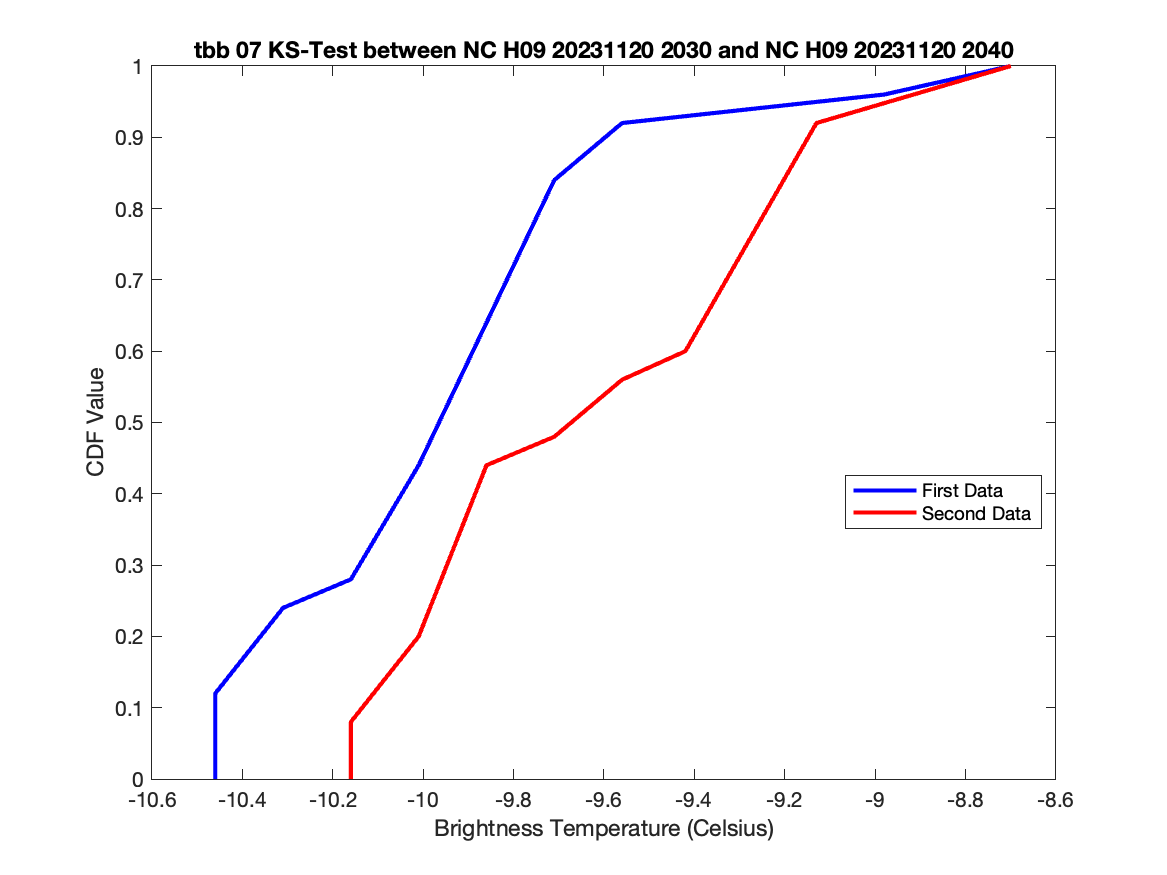 tbb 07 KS-Test between NC H09 20231120 2030 and NC H09 20231120 2040
1
0.9
0.8
0.7
0.6
0.5
0.4
0.3
0.2
0.1
0
CDF Value
First Data
Second Data
-10.6 -10.4 -10.2 -10 -9.8 -9.6 -9.4 -9.2 -9 -8.8 -8.6
Brightness Temperature (Celsius)